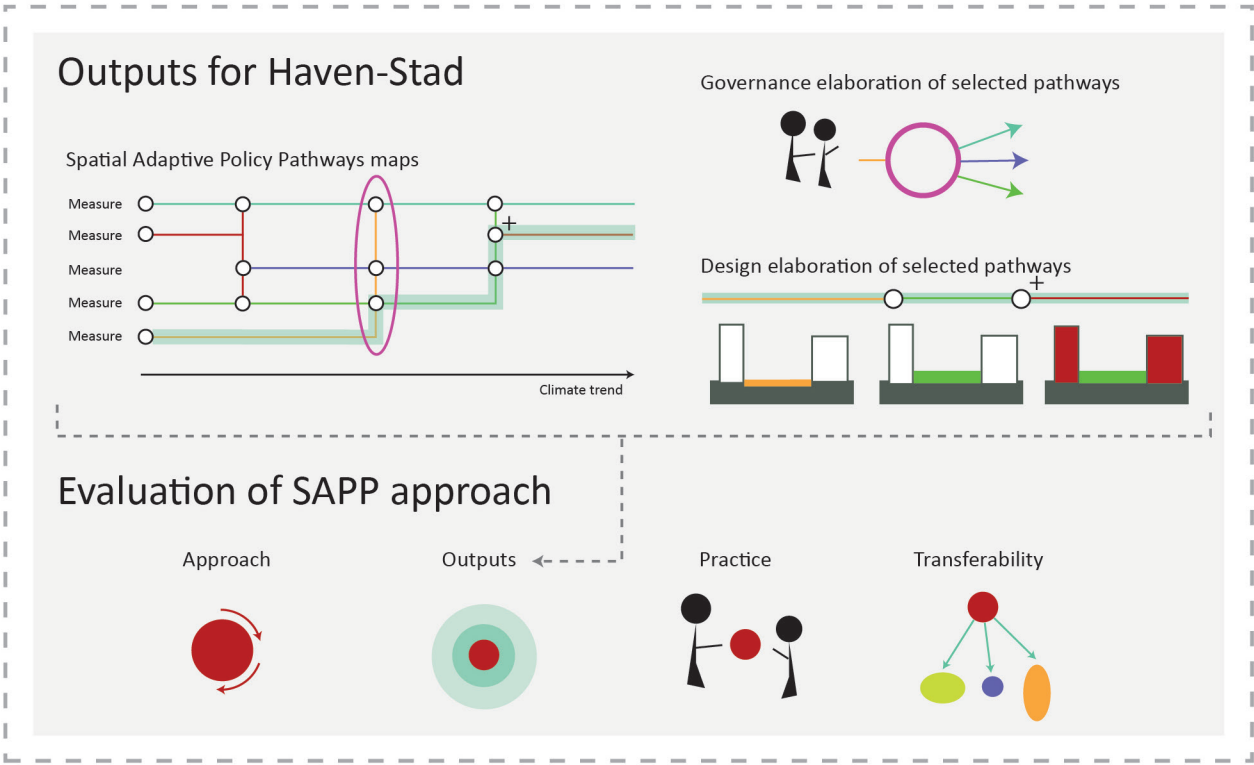 Outputs for Haven-Stad
Spatial Adaptive Policy Pathways maps
Measure
Measure
Measure
Measure
Measure
+
Climate trend
Governance elaboration of selected pathways
Design elaboration of selected pathways
+
Evaluation of SAPP approach
Approach
Outputs
Practice
Transferability